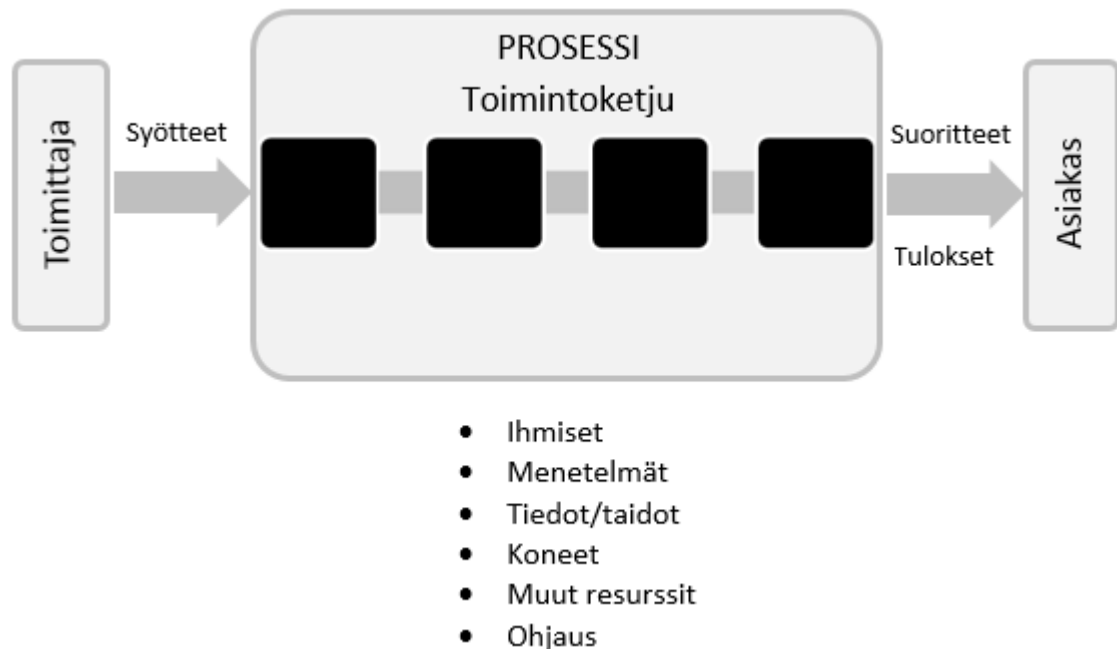 PROSESSI
Toimintoketju
Toimittaja
Syötteet
Suoritteet
Tulokset
Asiakas
• Ihmiset
• Menetelmät
• Tiedot/taidot
• Koneet
• Muut resurssit
• Ohjaus